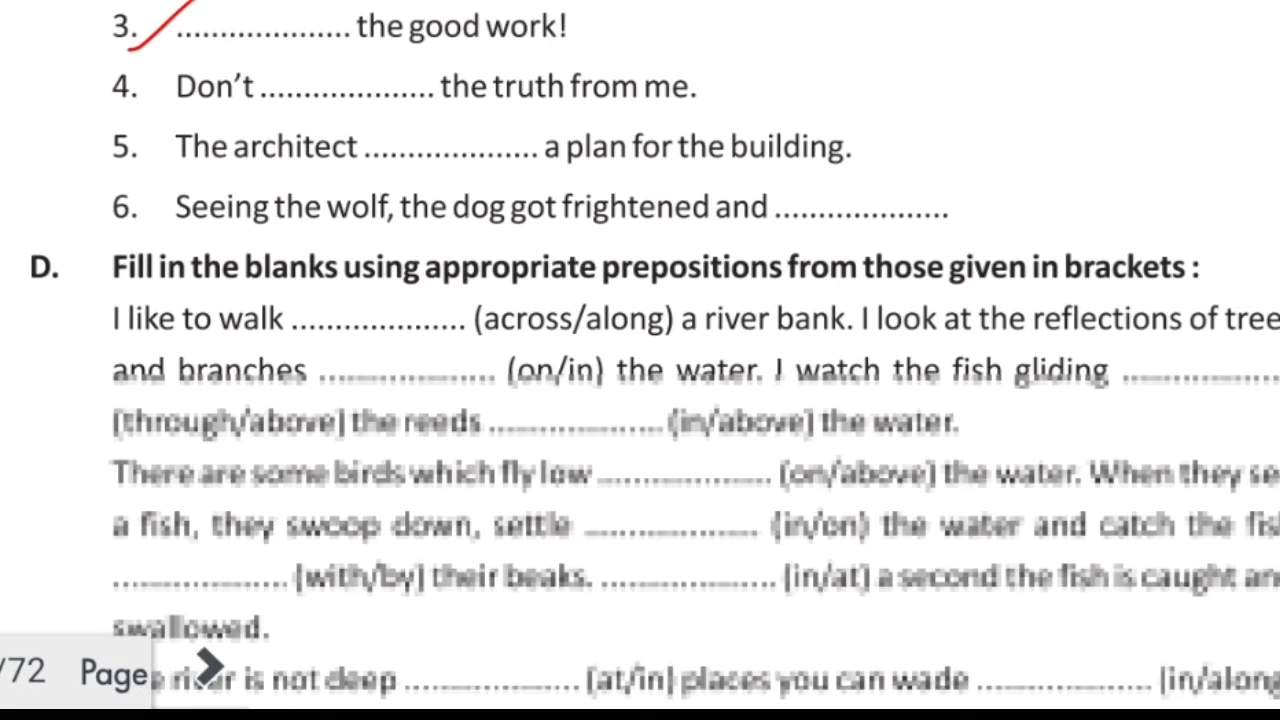 3. .................... the good work!
4. Don't .................... the truth from me.
5. The architect .................... a plan for the building.
6. Seeing the wolf, the dog got frightened and ....................
D. Fill in the blanks using appropriate prepositions from those given in brackets :
I like to walk .................... (across/along) a river bank. I look at the reflections of tree
and branches .................... (on/in) the water. I watch the fish gliding ..................
(through/above) the reeds .................... (in/above) the water.
There are some birds which fly low .................... (on/above) the water. When they se
a fish, they swoop down, settle .................... (in/on) the water and catch the fis
.................... (with/by) their beaks. .................... (in/at) a second the fish is caught an
swallowed.
river is not deep .................... (at/in) places you can wade .................... (in/along
/72 Page